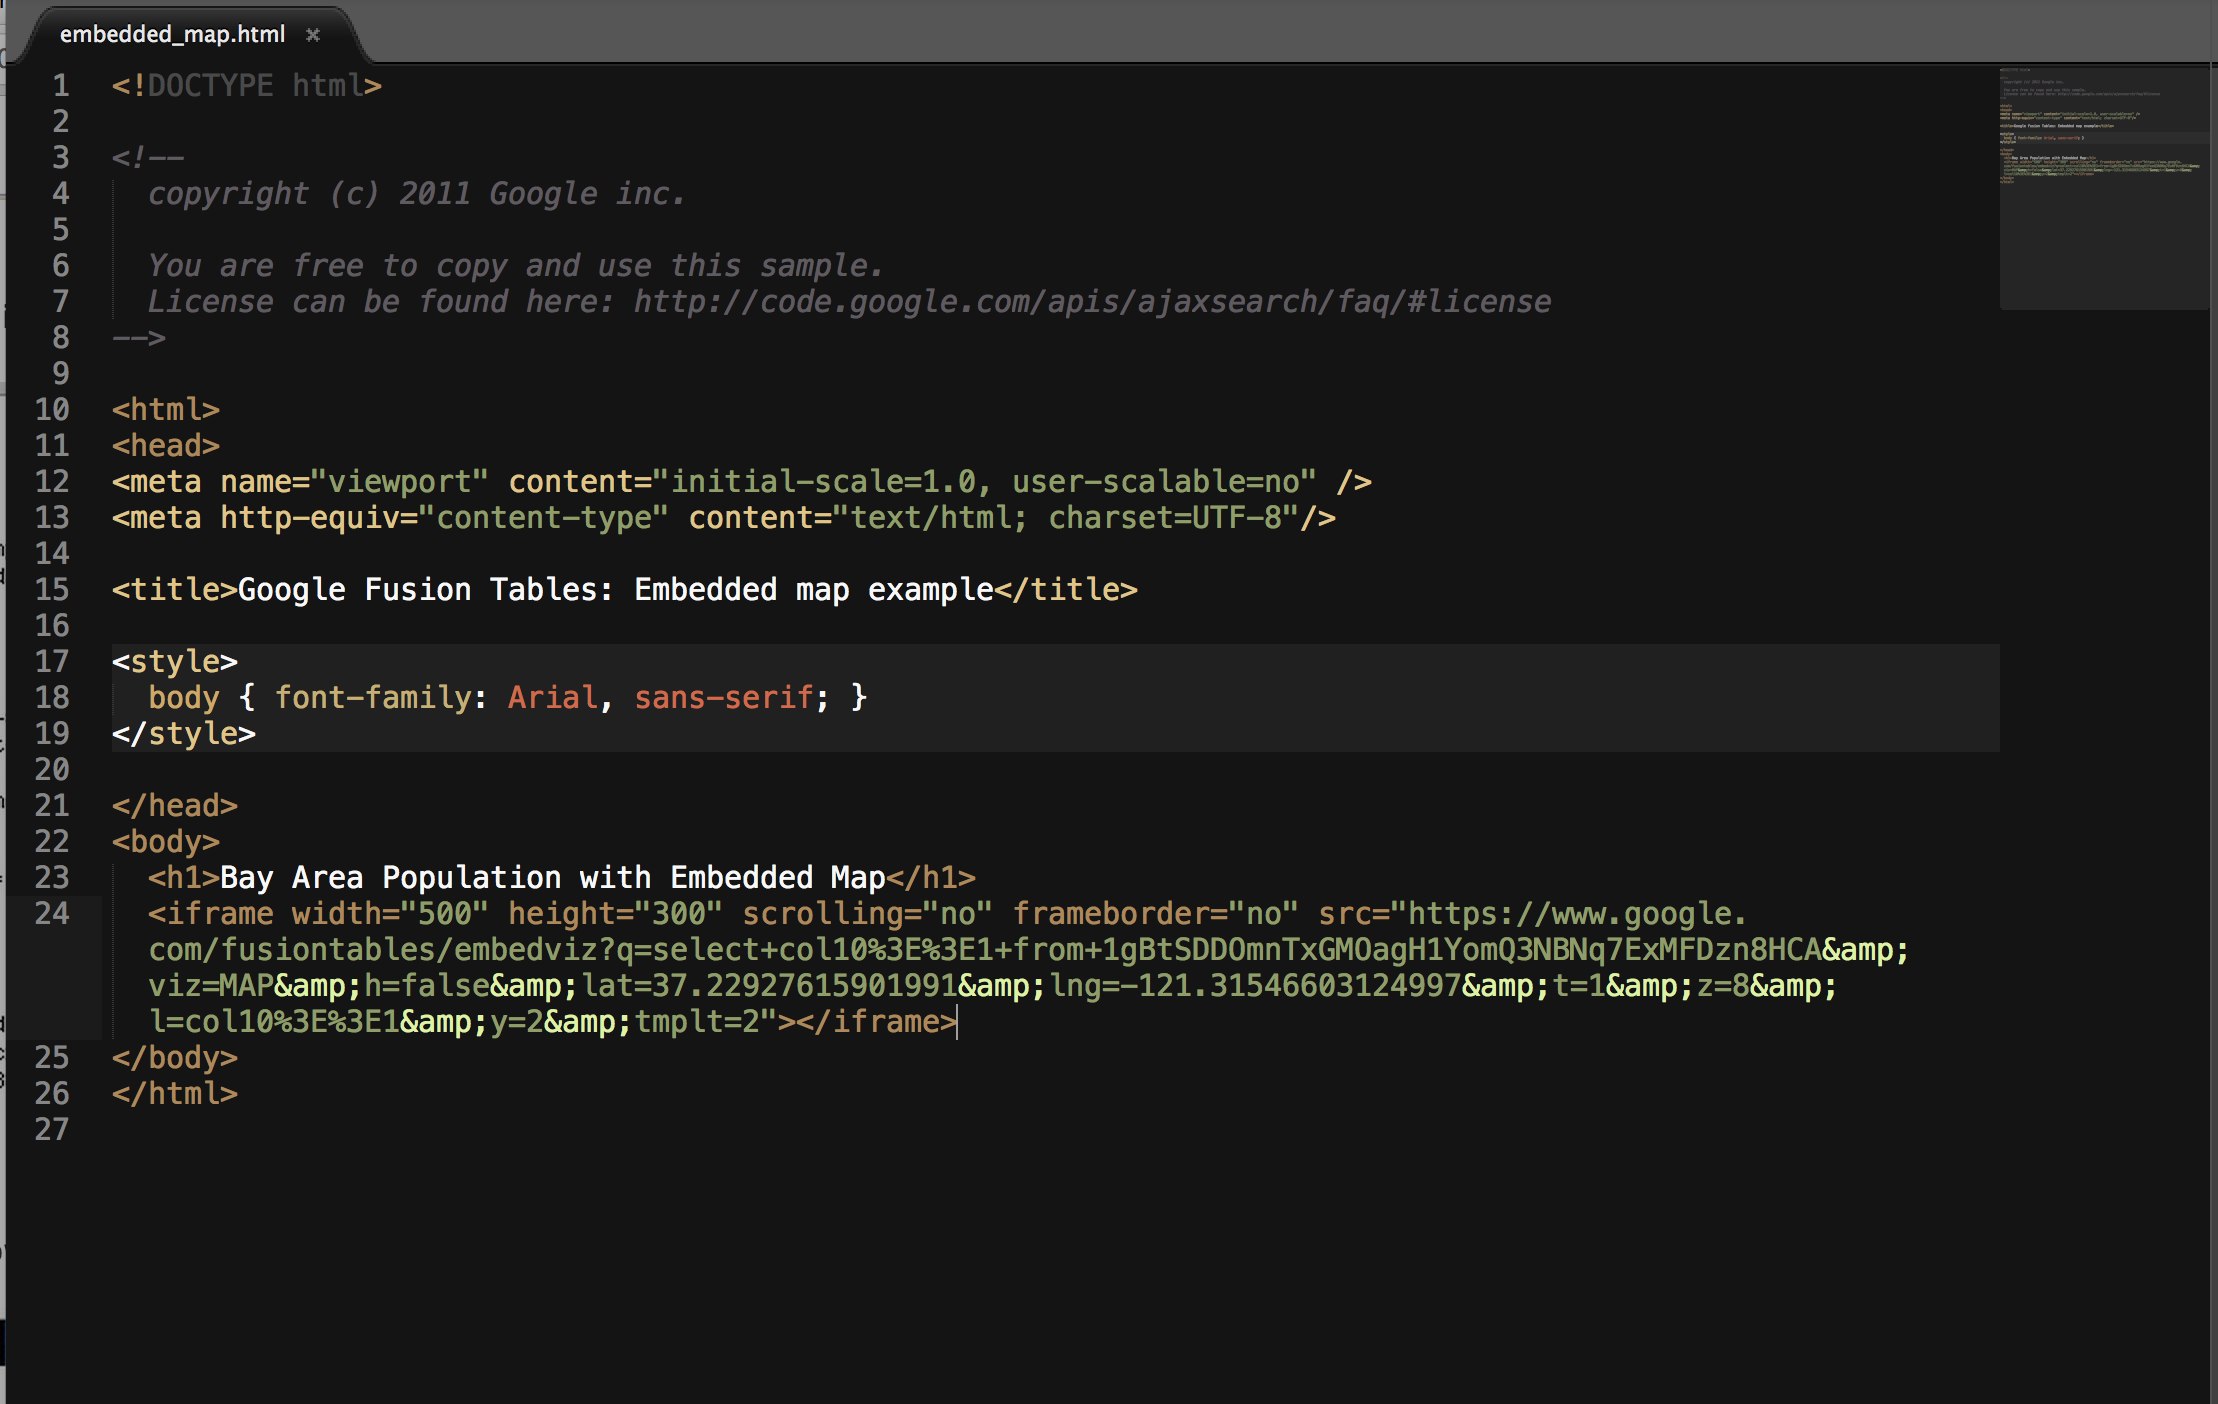 embedded_map.html ×
1 <!DOCTYPE html>
2
3 <!--
4   copyright (c) 2011 Google inc.
5
6   You are free to copy and use this sample.
7   License can be found here: http://code.google.com/apis/ajaxsearch/faq/#license
8 -->
9
10 <html>
11 <head>
12 <meta name="viewport" content="initial-scale=1.0, user-scalable=no" />
13 <meta http-equiv="content-type" content="text/html; charset=UTF-8"/>
14
15 <title>Google Fusion Tables: Embedded map example</title>
16
17 <style>
18   body { font-family: Arial, sans-serif; }
19 </style>
20
21 </head>
22 <body>
23   <h1>Bay Area Population with Embedded Map</h1>
24   <iframe width="500" height="300" scrolling="no" frameborder="no" src="https://www.google.
com/fusiontables/embedviz?q=select+col10%3E%3E1+from+1gBtSDDOmnTxGMOagH1YomQ3NBNq7ExMFDzn8HCA&amp;
viz=MAP&amp;h=false&amp;lat=37.22927615901991&amp;lng=-121.31546603124997&amp;t=1&amp;z=8&amp;
l=col10%3E%3E1&amp;y=2&amp;tmplt=2"></iframe>
25 </body>
26 </html>
27